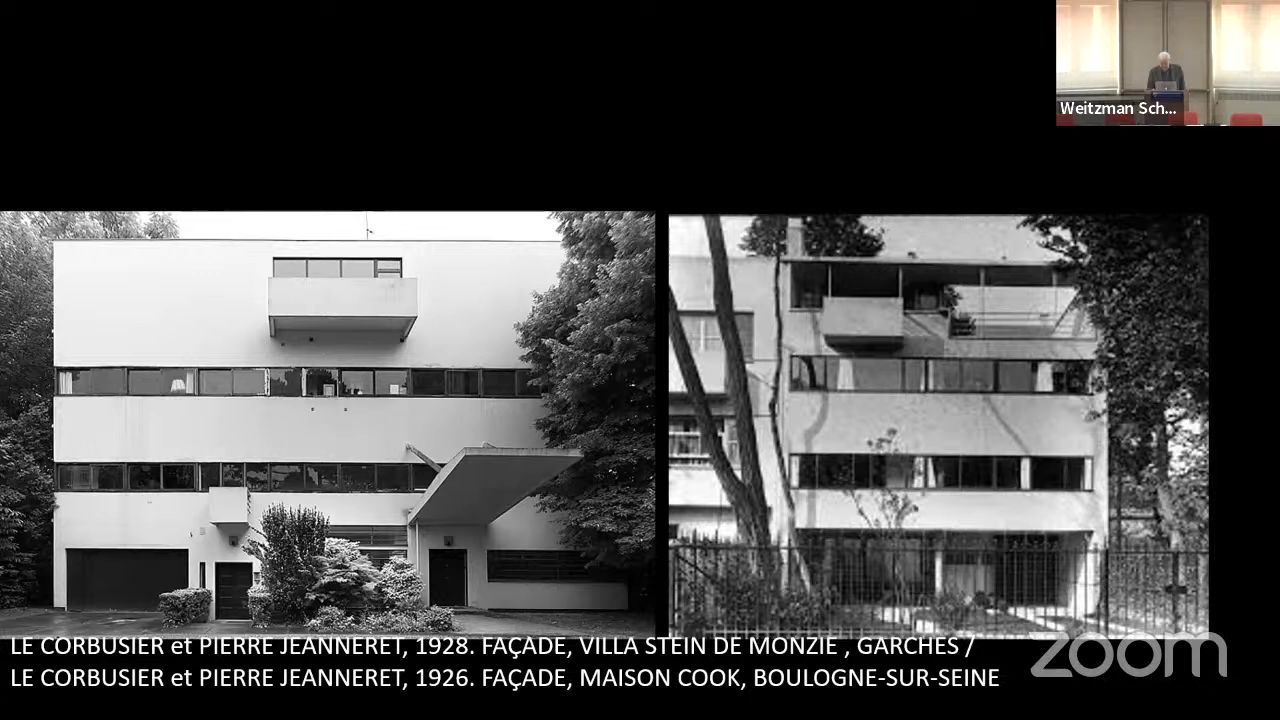 Weitzman Sch...
LE CORBUSIER et PIERRE JEANNERET, 1928. FAÇADE, VILLA STEIN DE MONZIE , GARCHES /
LE CORBUSIER et PIERRE JEANNERET, 1926. FAÇADE, MAISON COOK, BOULOGNE-SUR-SEINE
zoom